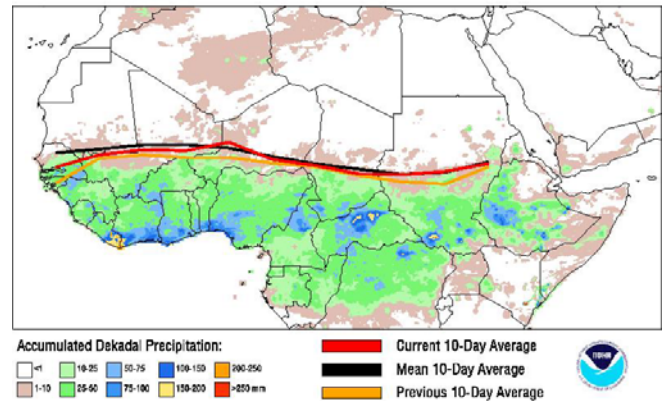 Accumulated Dekadal Precipitation:
<1
10-25
50-75
100-150
200-250
1-10
25-50
75-100
150-200
>250 mm
Current 10-Day Average
Mean 10-Day Average
Previous 10-Day Average
NOAA